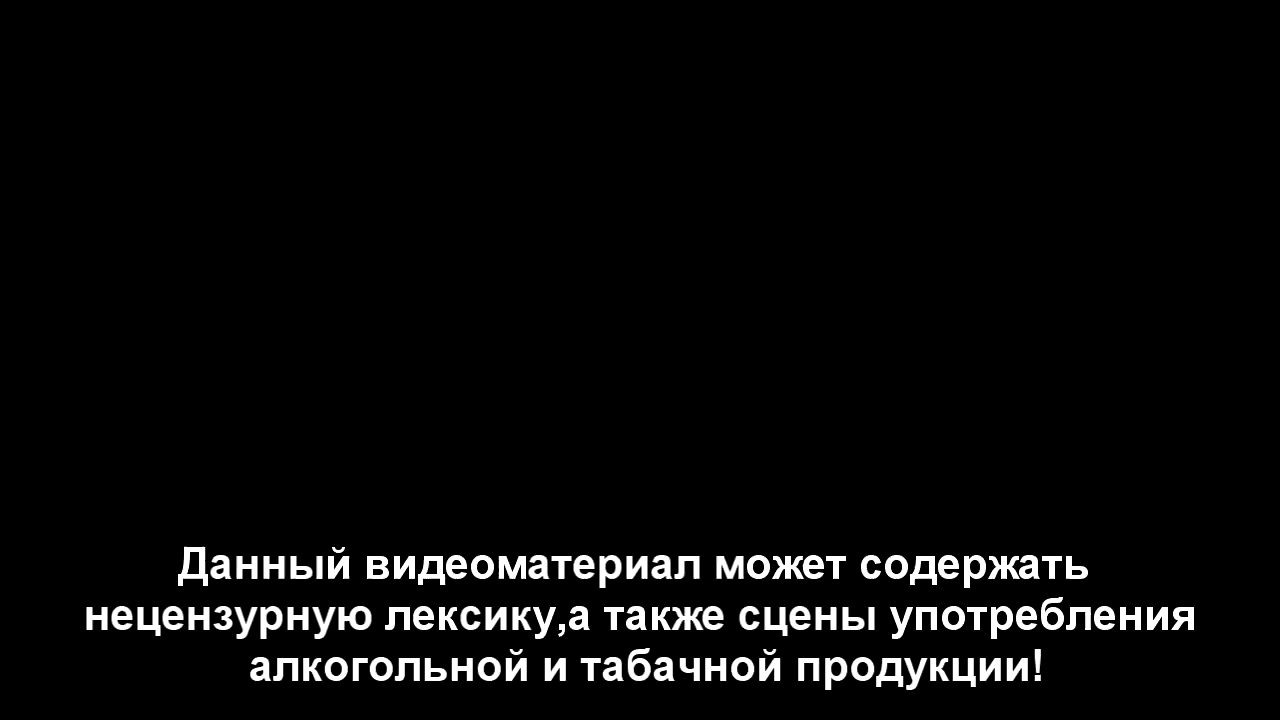 Данный видеоматериал может содержать
нецензурную лексику,а также сцены употребления
алкогольной и табачной продукции!